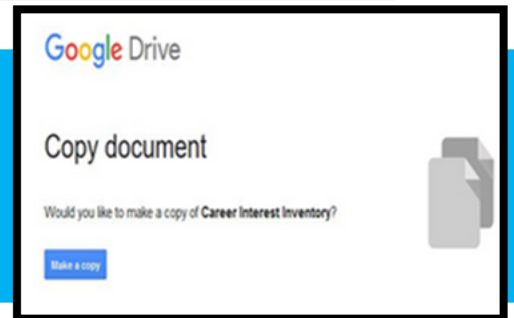 Google Drive
Copy document
Would you like to make a copy of Career Interest Inventory?
Make a copy